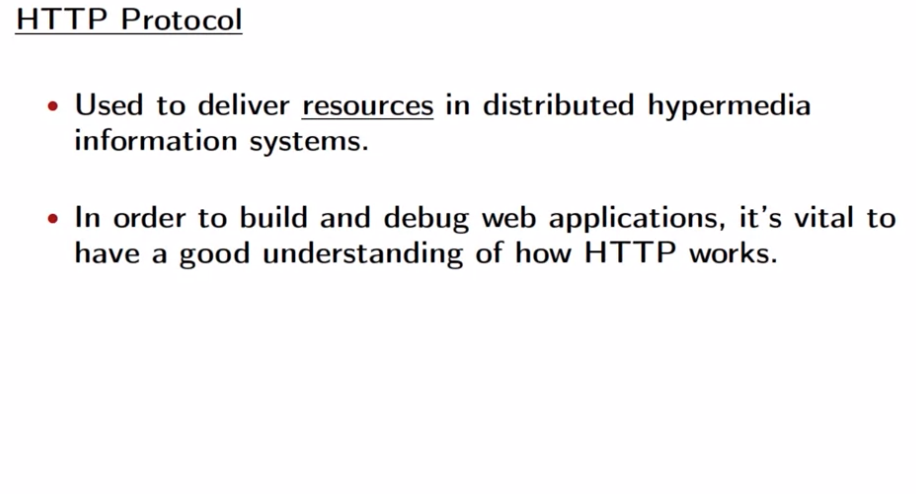 HTTP Protocol
• Used to deliver resources in distributed hypermedia
information systems.
• In order to build and debug web applications, it's vital to
have a good understanding of how HTTP works.